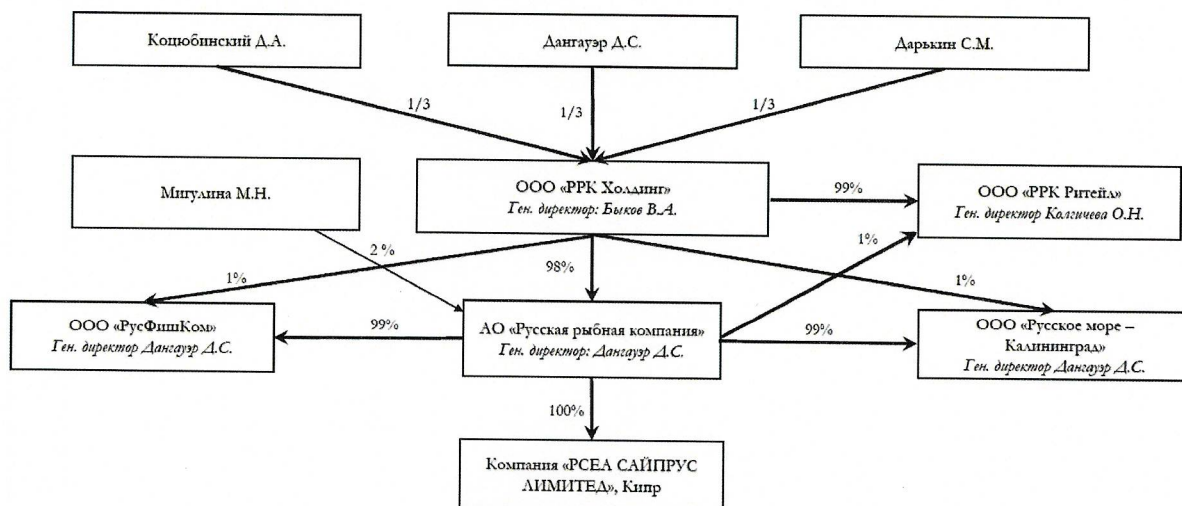 Коцюбинский Д.А.
Дангауэр Д.С.
Дарькин С.М.
1/3
1/3
1/3
Мигулина М.Н.
ООО «РРК Холдинг»
Ген. директор: Быков В.А.
99%
ООО «РРК Ритейл»
Ген. директор Колгичева О.Н.
2 %
1%
98%
1%
1%
ООО «РусФишКом»
Ген. директор Дангауэр Д.С.
99%
АО «Русская рыбная компания»
Ген. директор: Дангауэр Д.С.
99%
ООО «Русское море –
Калининград»
Ген. директор Дангауэр Д.С.
100%
Компания «РСЕА САЙПРУС
ЛИМИТЕД», Кипр